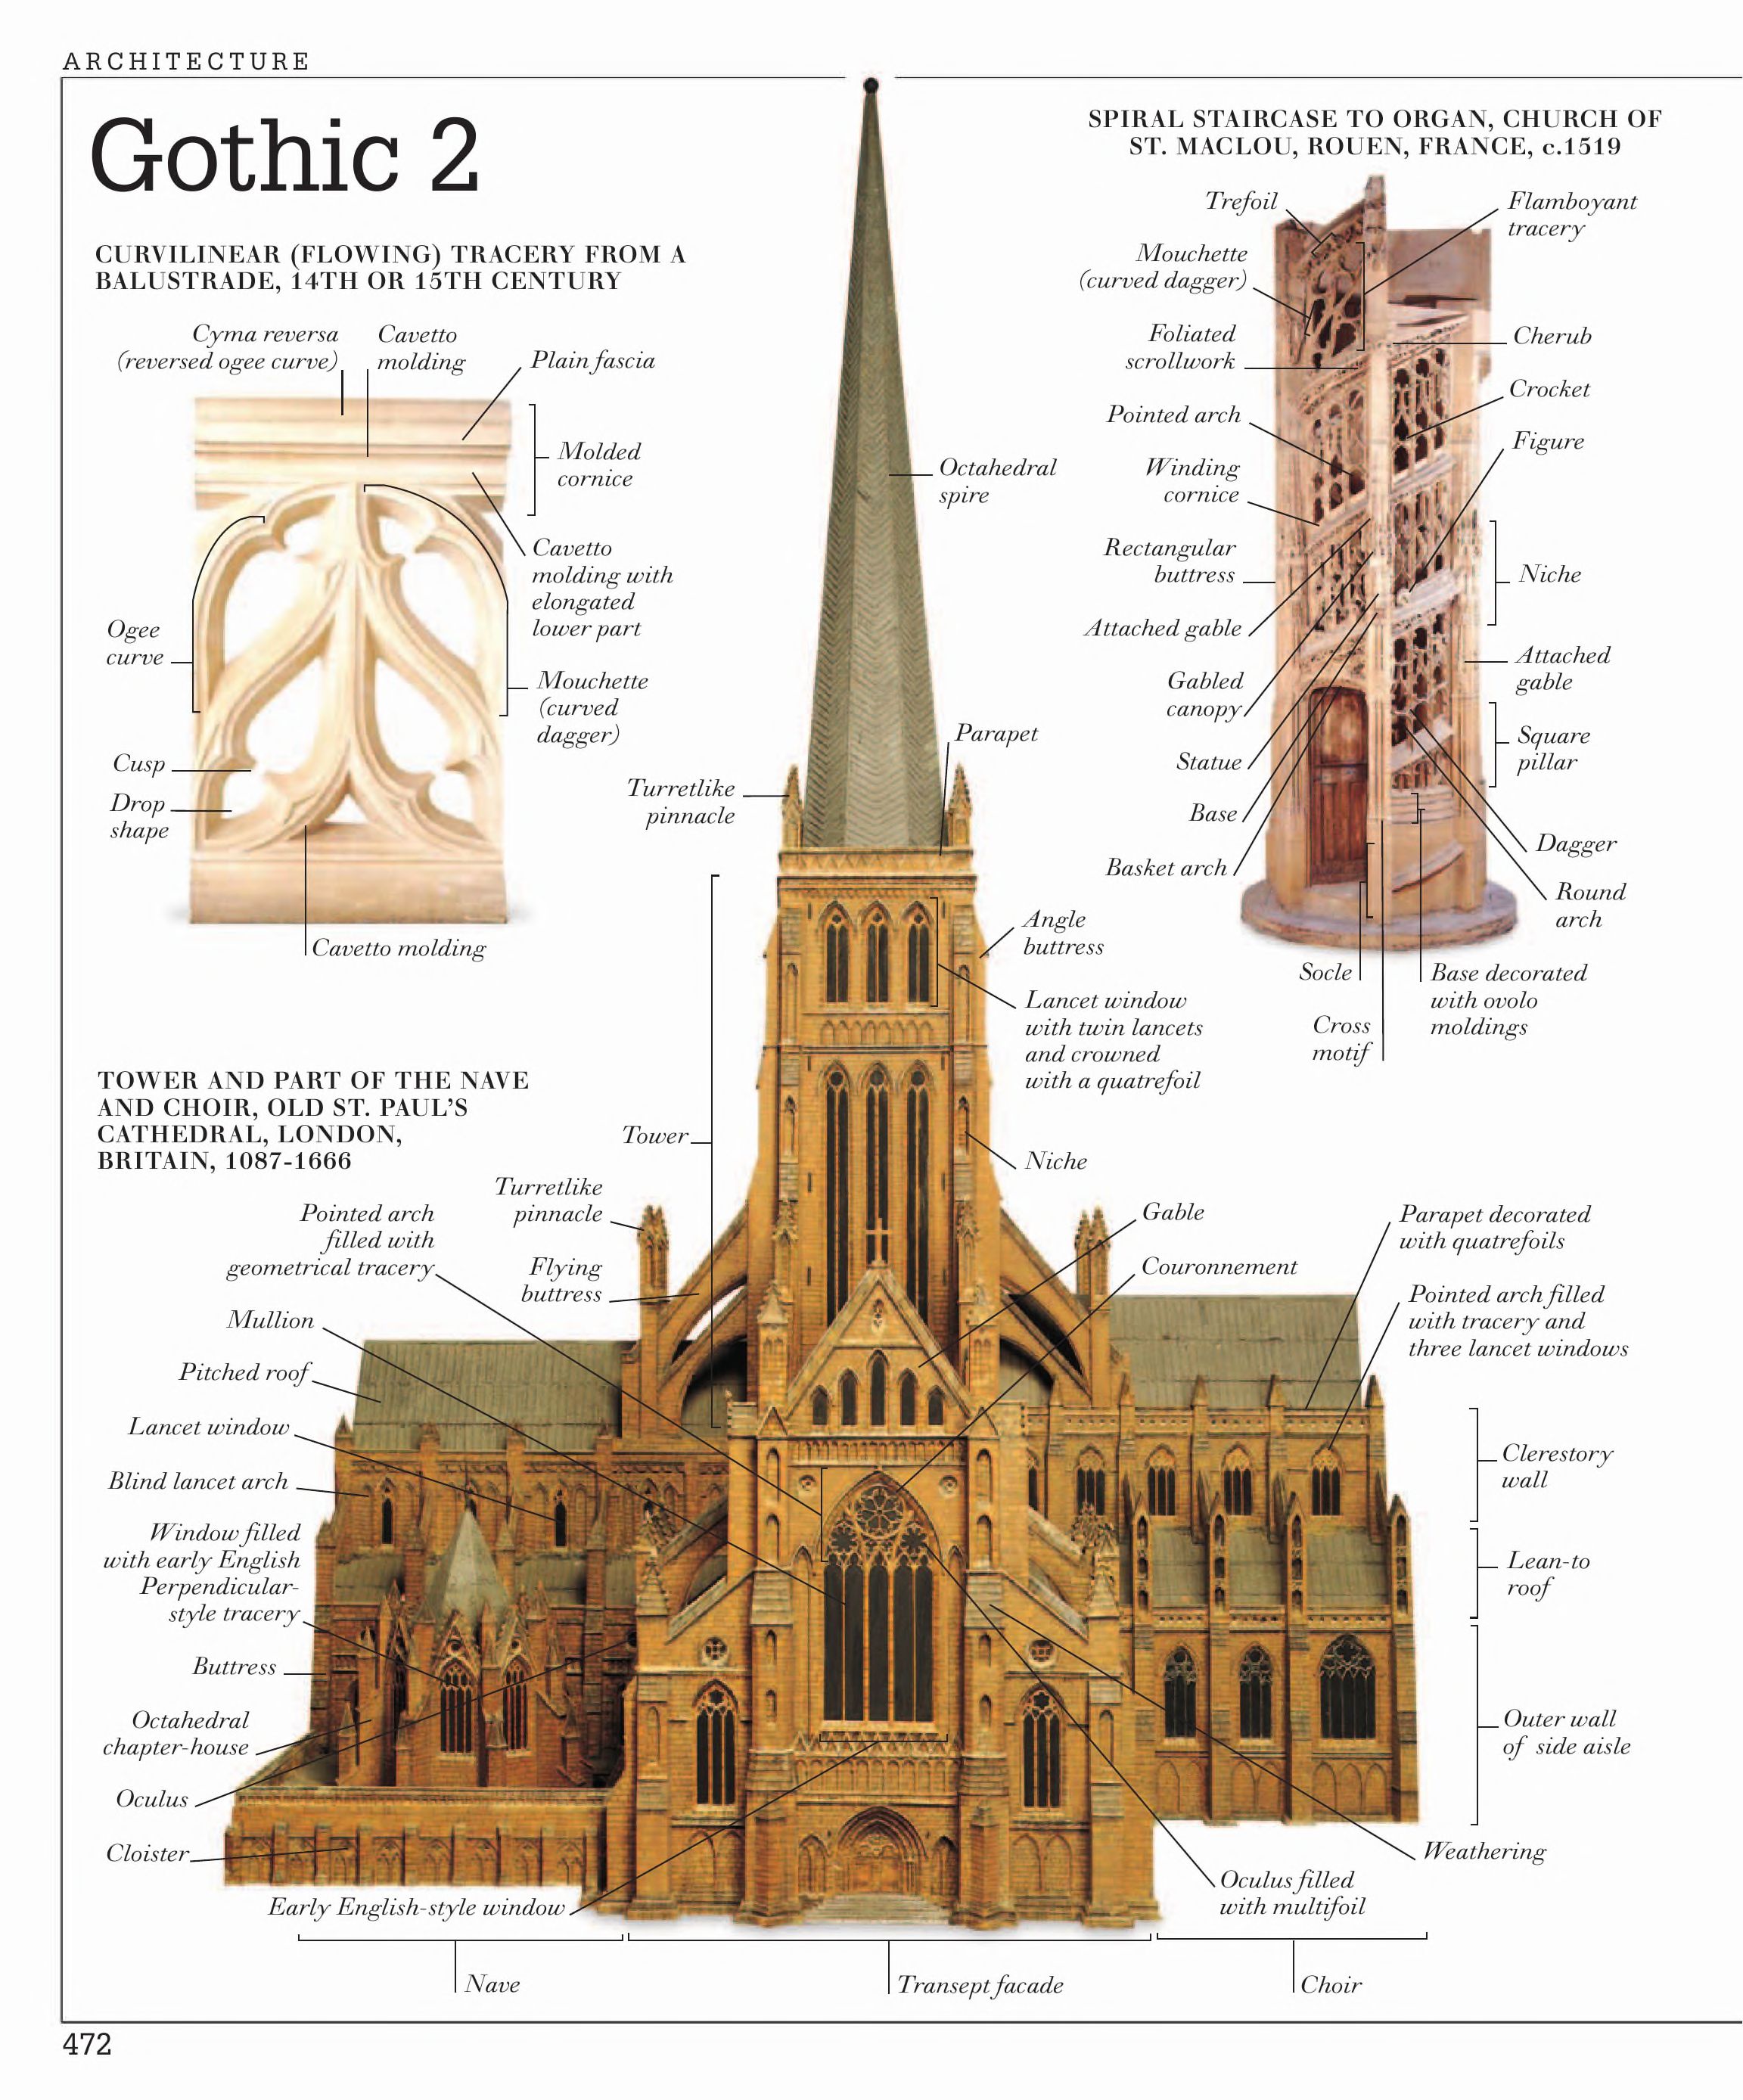 ARCHITECTURE
Gothic 2
CURVILINEAR (FLOWING) TRACERY FROM A
BALUSTRADE, 14TH OR 15TH CENTURY
Cyma reversa
(reversed ogee curve)
Cavetto
molding
Plain fascia
Molded
cornice
Cavetto
molding with
elongated
lower part
Ogee
curve
Mouchette
(curved
dagger)
Cusp
Drop
shape
Cavetto molding
SPIRAL STAIRCASE TO ORGAN, CHURCH OF
ST. MACLOU, ROUEN, FRANCE, c.1519
Trefoil
Mouchette
(curved dagger)
Foliated
scrollwork
Pointed arch
Winding
cornice
Rectangular
buttress
Attached gable
Gabled
canopy
Statue
Base
Basket arch
Flamboyant
tracery
Cherub
Crocket
Figure
Niche
Attached
gable
Square
pillar
Dagger
Round
arch
Socle
Cross
motif
Base decorated
with ovolo
moldings
TOWER AND PART OF THE NAVE
AND CHOIR, OLD ST. PAUL'S
CATHEDRAL, LONDON,
BRITAIN, 1087-1666
Octahedral
spire
Parapet
Turretlike
pinnacle
Angle
buttress
Lancet window
with twin lancets
and crowned
with a quatrefoil
Tower
Niche
Turretlike
pinnacle
Pointed arch
filled with
geometrical tracery
Flying
buttress
Mullion
Pitched roof
Lancet window
Blind lancet arch
Window filled
with early English
Perpendicular-
style tracery
Buttress
Octahedral
chapter-house
Oculus
Cloister
Early English-style window
Gable
Couronnement
Parapet decorated
with quatrefoils
Pointed arch filled
with tracery and
three lancet windows
Clerestory
wall
Lean-to
roof
Outer wall
of side aisle
Weathering
Oculus filled
with multifoil
Nave
Transept facade
Choir
472